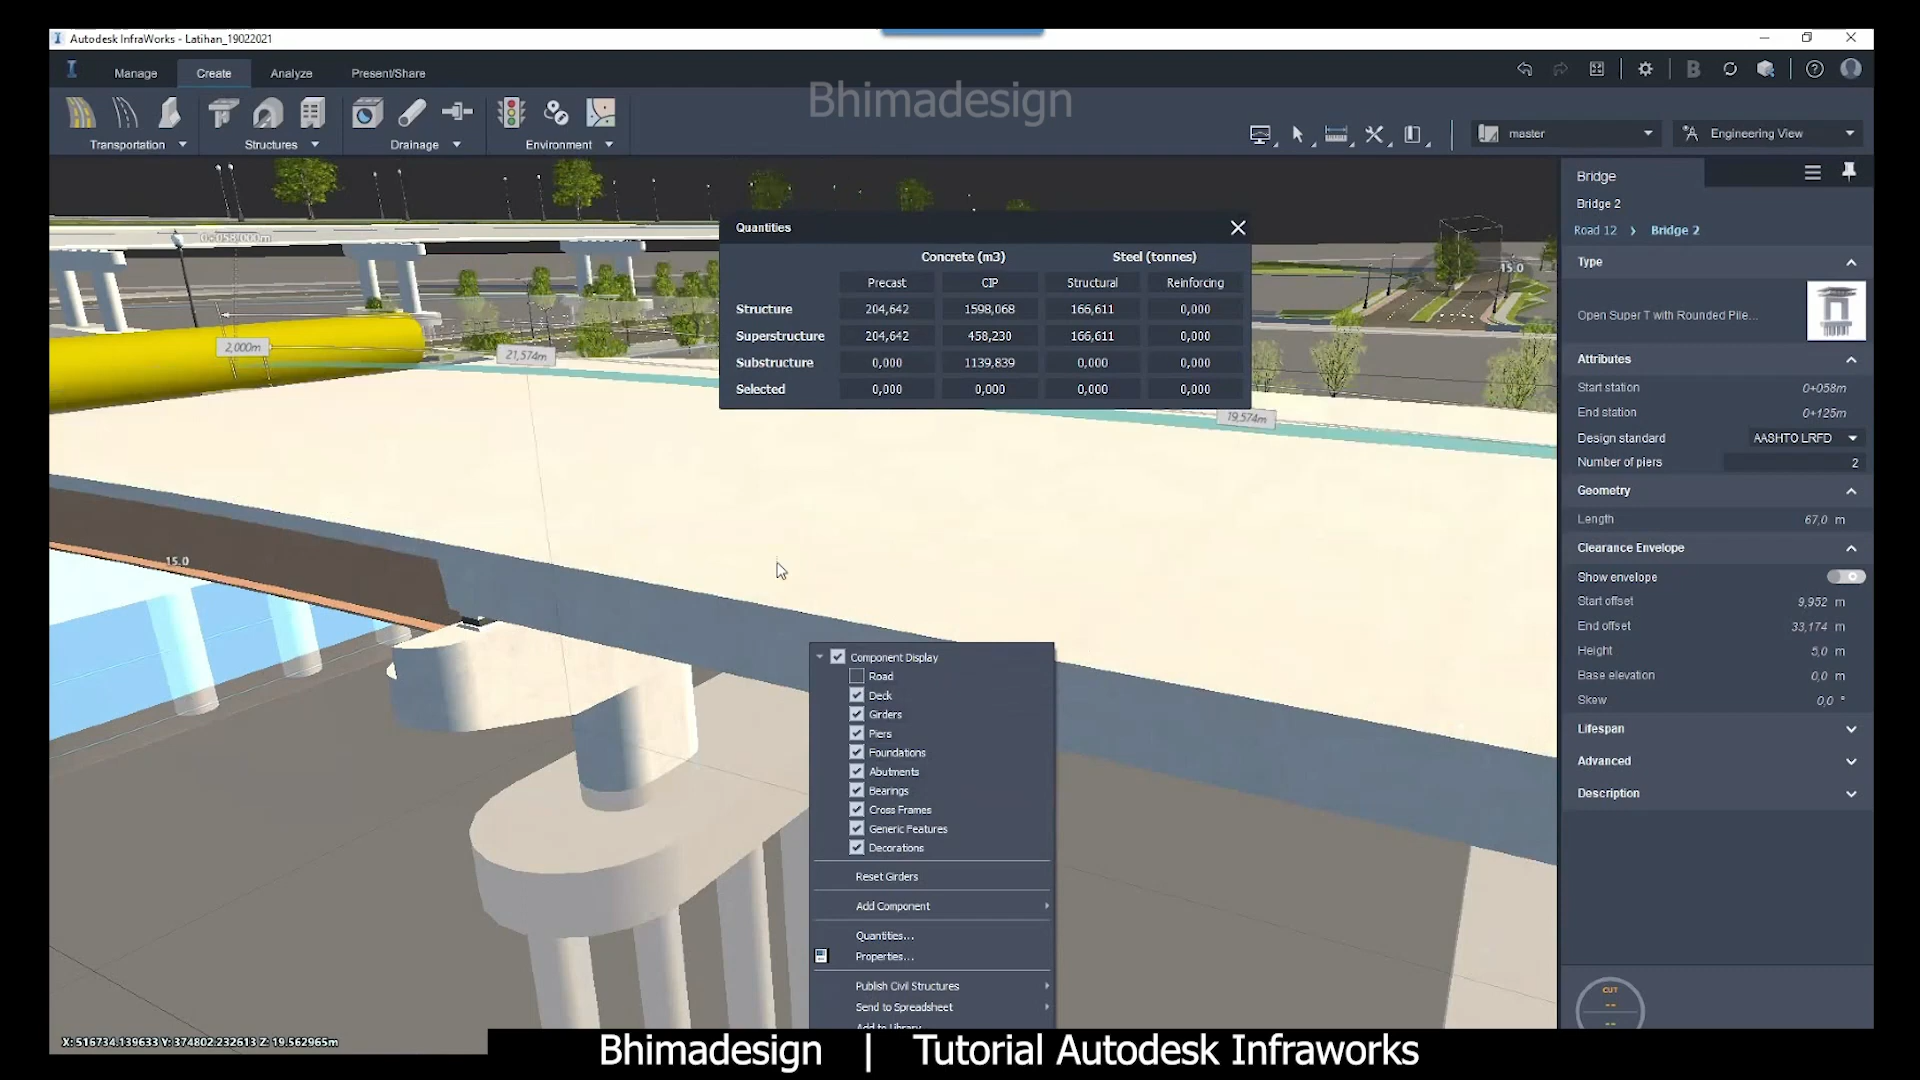 Autodesk InfraWorks - Latihan_19022021
Manage Create Analyze Present/Share
Bhimadesign
Transportation Structures Drainage Environment
master Engineering View
Quantities
Concrete (m3) Steel (tonnes)
Precast CIP Structural Reinforcing
Structure 204,642 1598,068 166,611 0,000
Superstructure 204,642 458,230 166,611 0,000
Substructure 0,000 1139,839 0,000 0,000
Selected 0,000 0,000 0,000 0,000
0+058,000m
2,000m
21,574m
19,574m
15.0
15.0
Component Display
Road
Deck
Girders
Piers
Foundations
Abutments
Bearings
Cross Frames
Generic Features
Decorations
Reset Girders
Add Component
Quantities...
Properties...
Publish Civil Structures
Send to Spreadsheet
Add to Library
Bridge
Bridge 2
Road 12 > Bridge 2
Type
Open Super T with Rounded Pile...
Attributes
Start station 0+058m
End station 0+125m
Design standard AASHTO LRFD
Number of piers 2
Geometry
Length 67,0 m
Clearance Envelope
Show envelope
Start offset 9,952 m
End offset 33,174 m
Height 5,0 m
Base elevation 0,0 m
Skew 0,0 °
Lifespan
Advanced
Description
CUT
--
--
X: 516734.139633 Y: 374802.232613 Z: 19.562965m
Bhimadesign | Tutorial Autodesk Infraworks